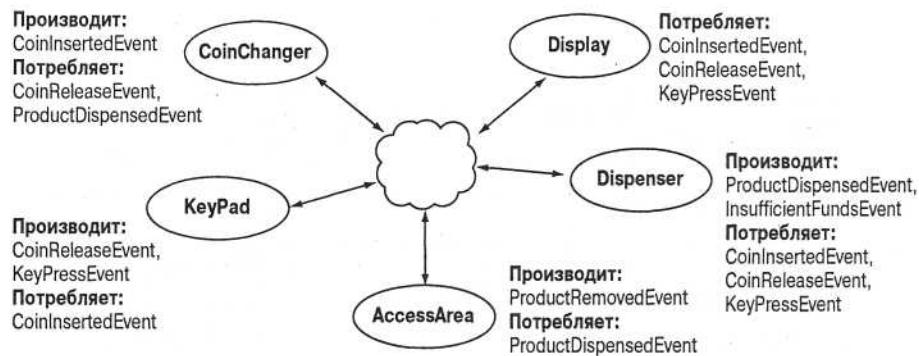 Производит:
CoinInsertedEvent
Потребляет:
CoinReleaseEvent,
ProductDispensedEvent
CoinChanger
Display
Потребляет:
CoinInsertedEvent,
CoinReleaseEvent,
KeyPressEvent
KeyPad
Производит:
CoinReleaseEvent,
KeyPressEvent
Потребляет:
CoinInsertedEvent
Dispenser
Производит:
ProductDispensedEvent,
InsufficientFundsEvent
Потребляет:
CoinInsertedEvent,
CoinReleaseEvent,
KeyPressEvent
AccessArea
Производит:
ProductRemovedEvent
Потребляет:
ProductDispensedEvent